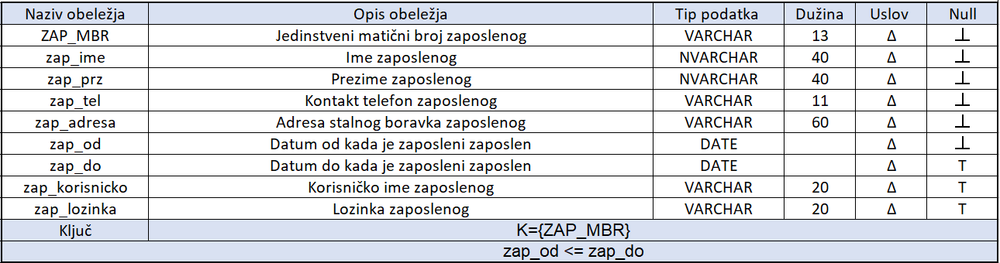 Naziv obeležja Opis obeležja Tip podatka Dužina Uslov Null
ZAP_MBR Jedinstveni matični broj zaposlenog VARCHAR 13 Δ ⊥
zap_ime Ime zaposlenog NVARCHAR 40 Δ ⊥
zap_prz Prezime zaposlenog NVARCHAR 40 Δ ⊥
zap_tel Kontakt telefon zaposlenog VARCHAR 11 Δ ⊥
zap_adresa Adresa stalnog boravka zaposlenog VARCHAR 60 Δ ⊥
zap_od Datum od kada je zaposleni zaposlen DATE Δ ⊥
zap_do Datum do kada je zaposleni zaposlen DATE Δ T
zap_korisnicko Korisničko ime zaposlenog VARCHAR 20 Δ T
zap_lozinka Lozinka zaposlenog VARCHAR 20 Δ T
Ključ K={ZAP_MBR}
zap_od <= zap_do